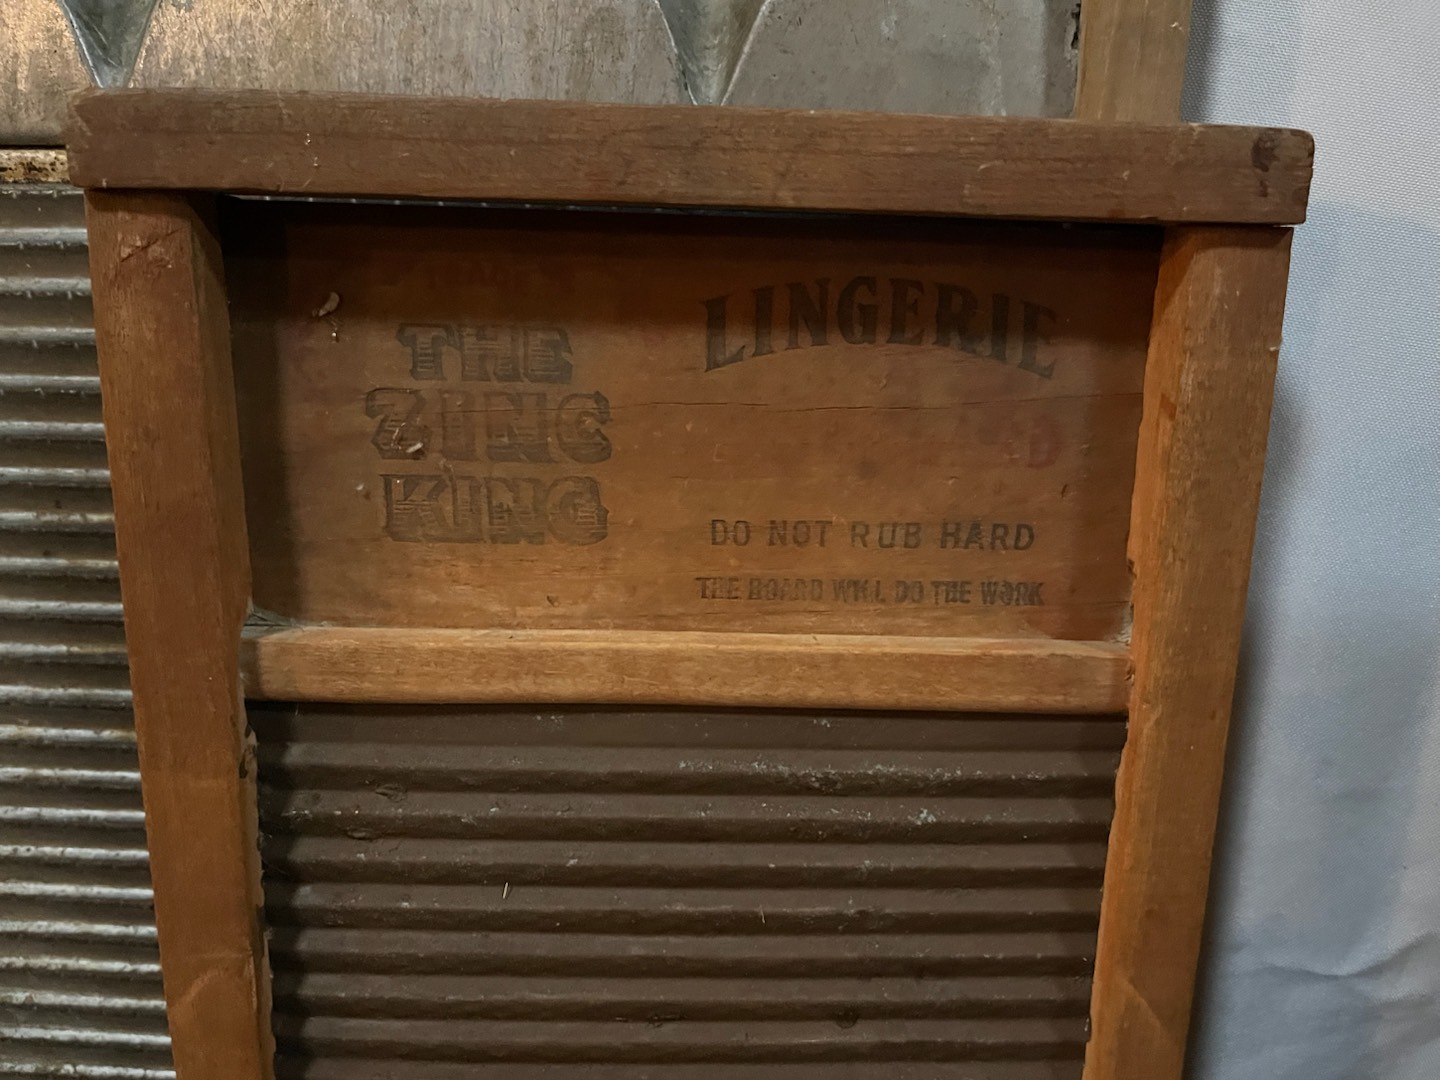 THE
ZINC
KING
LINGERIE
DO NOT RUB HARD
THE BOARD WILL DO THE WORK